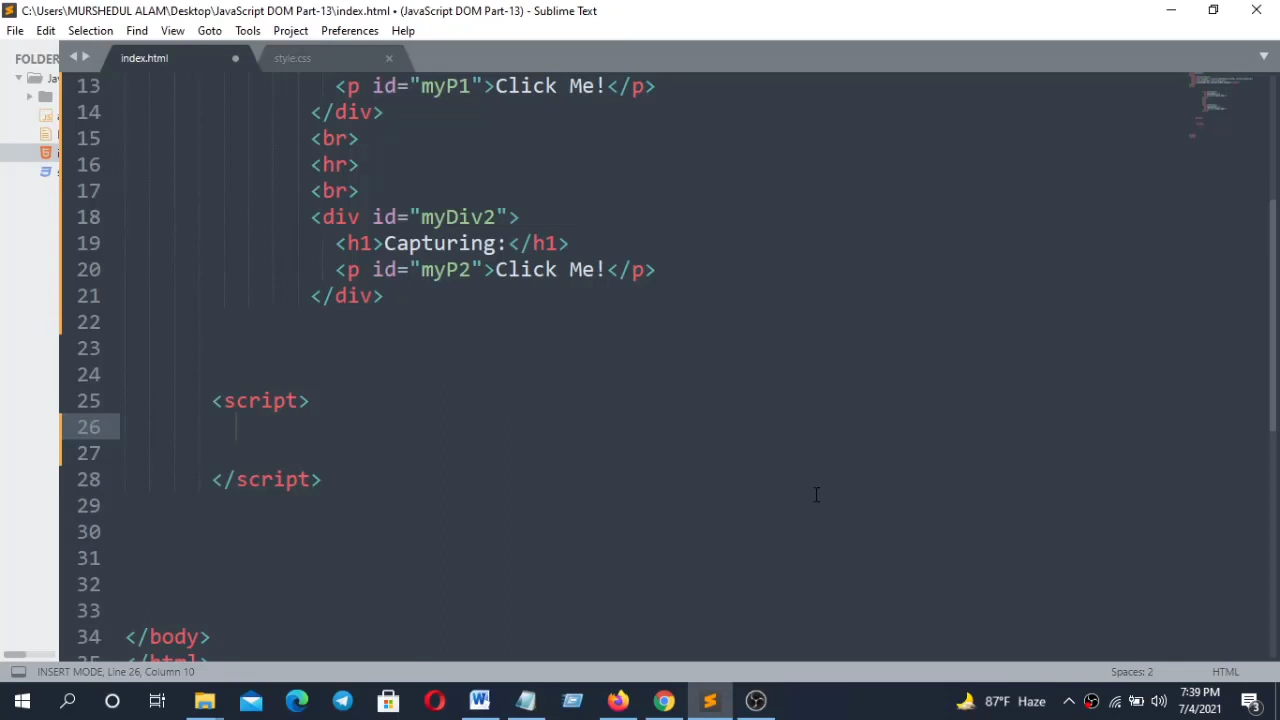 C:\Users\MURSHEDUL ALAM\Desktop\JavaScript DOM Part-13\index.html • (JavaScript DOM Part-13) - Sublime Text
File Edit Selection Find View Goto Tools Project Preferences Help
FOLDER
index.html
style.css
13 <p id="myP1">Click Me!</p>
14 </div>
15 <br>
16 <hr>
17 <br>
18 <div id="myDiv2">
19 <h1>Capturing:</h1>
20 <p id="myP2">Click Me!</p>
21 </div>
22
23
24
25 <script>
26
27
28 </script>
29
30
31
32
33
34 </body>
35 </html>
INSERT MODE, Line 26, Column 10
Spaces: 2
HTML
87°F Haze
7:39 PM
7/4/2021
3